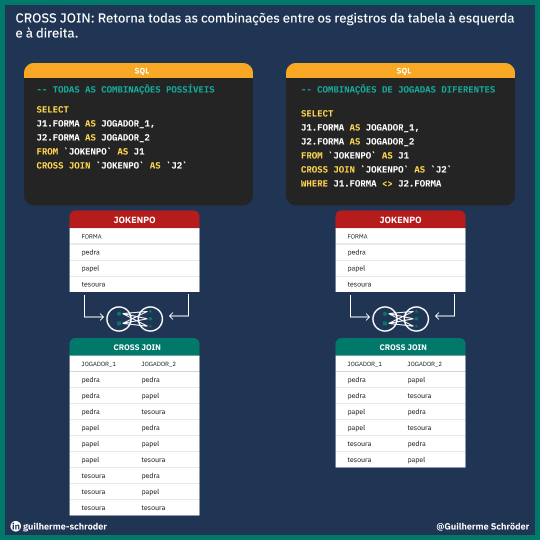 CROSS JOIN: Retorna todas as combinações entre os registros da tabela à esquerda
e à direita.
SQL
-- TODAS AS COMBINAÇÕES POSSÍVEIS
SELECT
J1.FORMA AS JOGADOR_1,
J2.FORMA AS JOGADOR_2
FROM `JOKENPO` AS J1
CROSS JOIN `JOKENPO` AS `J2`
JOKENPO
FORMA
pedra
papel
tesoura
CROSS JOIN
JOGADOR_1 JOGADOR_2
pedra pedra
pedra papel
pedra tesoura
papel pedra
papel papel
papel tesoura
tesoura pedra
tesoura papel
tesoura tesoura
SQL
-- COMBINAÇÕES DE JOGADAS DIFERENTES
SELECT
J1.FORMA AS JOGADOR_1,
J2.FORMA AS JOGADOR_2
FROM `JOKENPO` AS J1
CROSS JOIN `JOKENPO` AS `J2`
WHERE J1.FORMA <> J2.FORMA
JOKENPO
FORMA
pedra
papel
tesoura
CROSS JOIN
JOGADOR_1 JOGADOR_2
pedra papel
pedra tesoura
papel pedra
papel tesoura
tesoura pedra
tesoura papel
in guilherme-schroder
@Guilherme Schröder